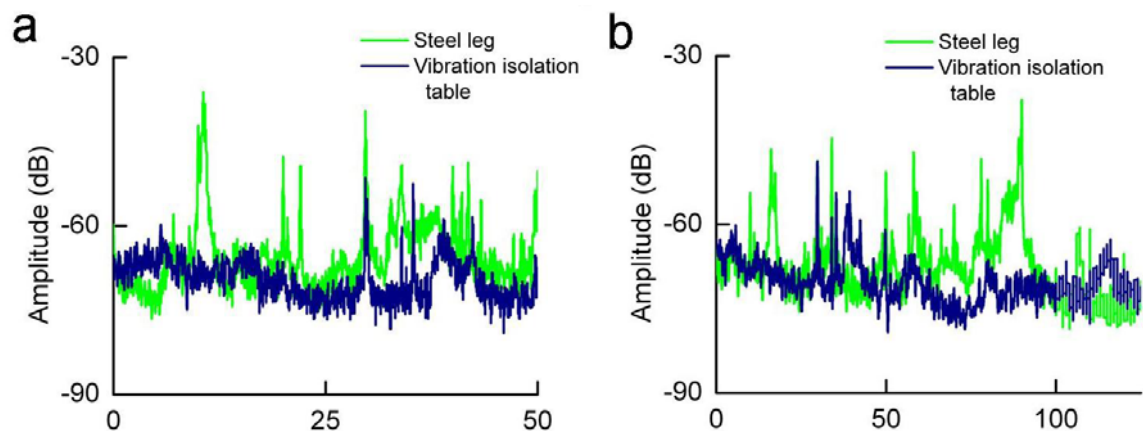 a
Steel leg
Vibration isolation
table
-30
-60
-90
Amplitude (dB)
0
25
50
b
Steel leg
Vibration isolation
table
-30
-60
-90
Amplitude (dB)
0
50
100